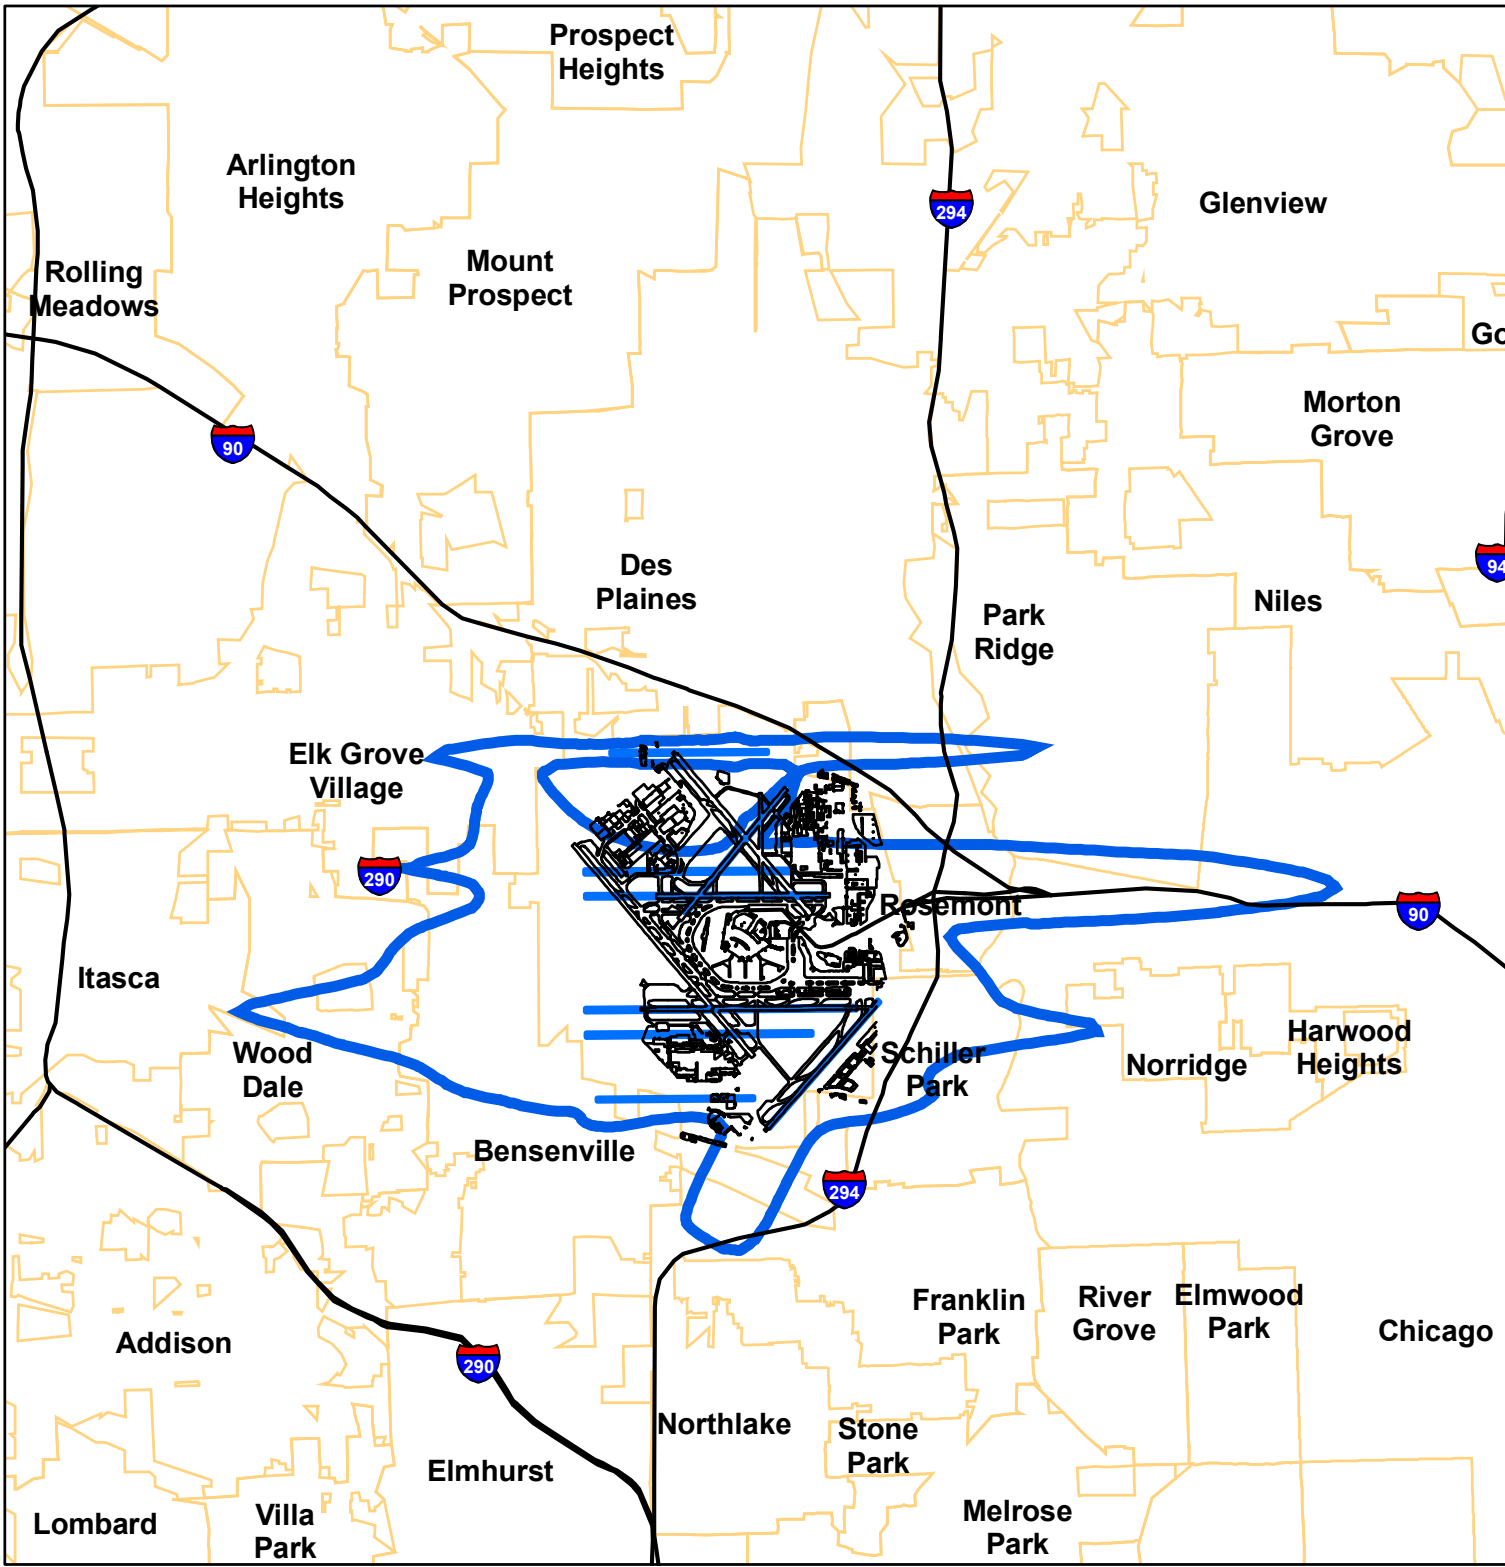 Prospect
Heights
Arlington
Heights
294
Glenview
Mount
Prospect
Rolling
Meadows
Go
Morton
Grove
90
94
Des
Plaines
Niles
Park
Ridge
Elk Grove
Village
290
Rosemont
90
Itasca
Harwood
Heights
Wood
Dale
Schiller
Park
Norridge
Bensenville
294
Franklin
Park
River
Grove
Elmwood
Park
Chicago
Addison
290
Northlake
Stone
Park
Elmhurst
Lombard
Villa
Park
Melrose
Park